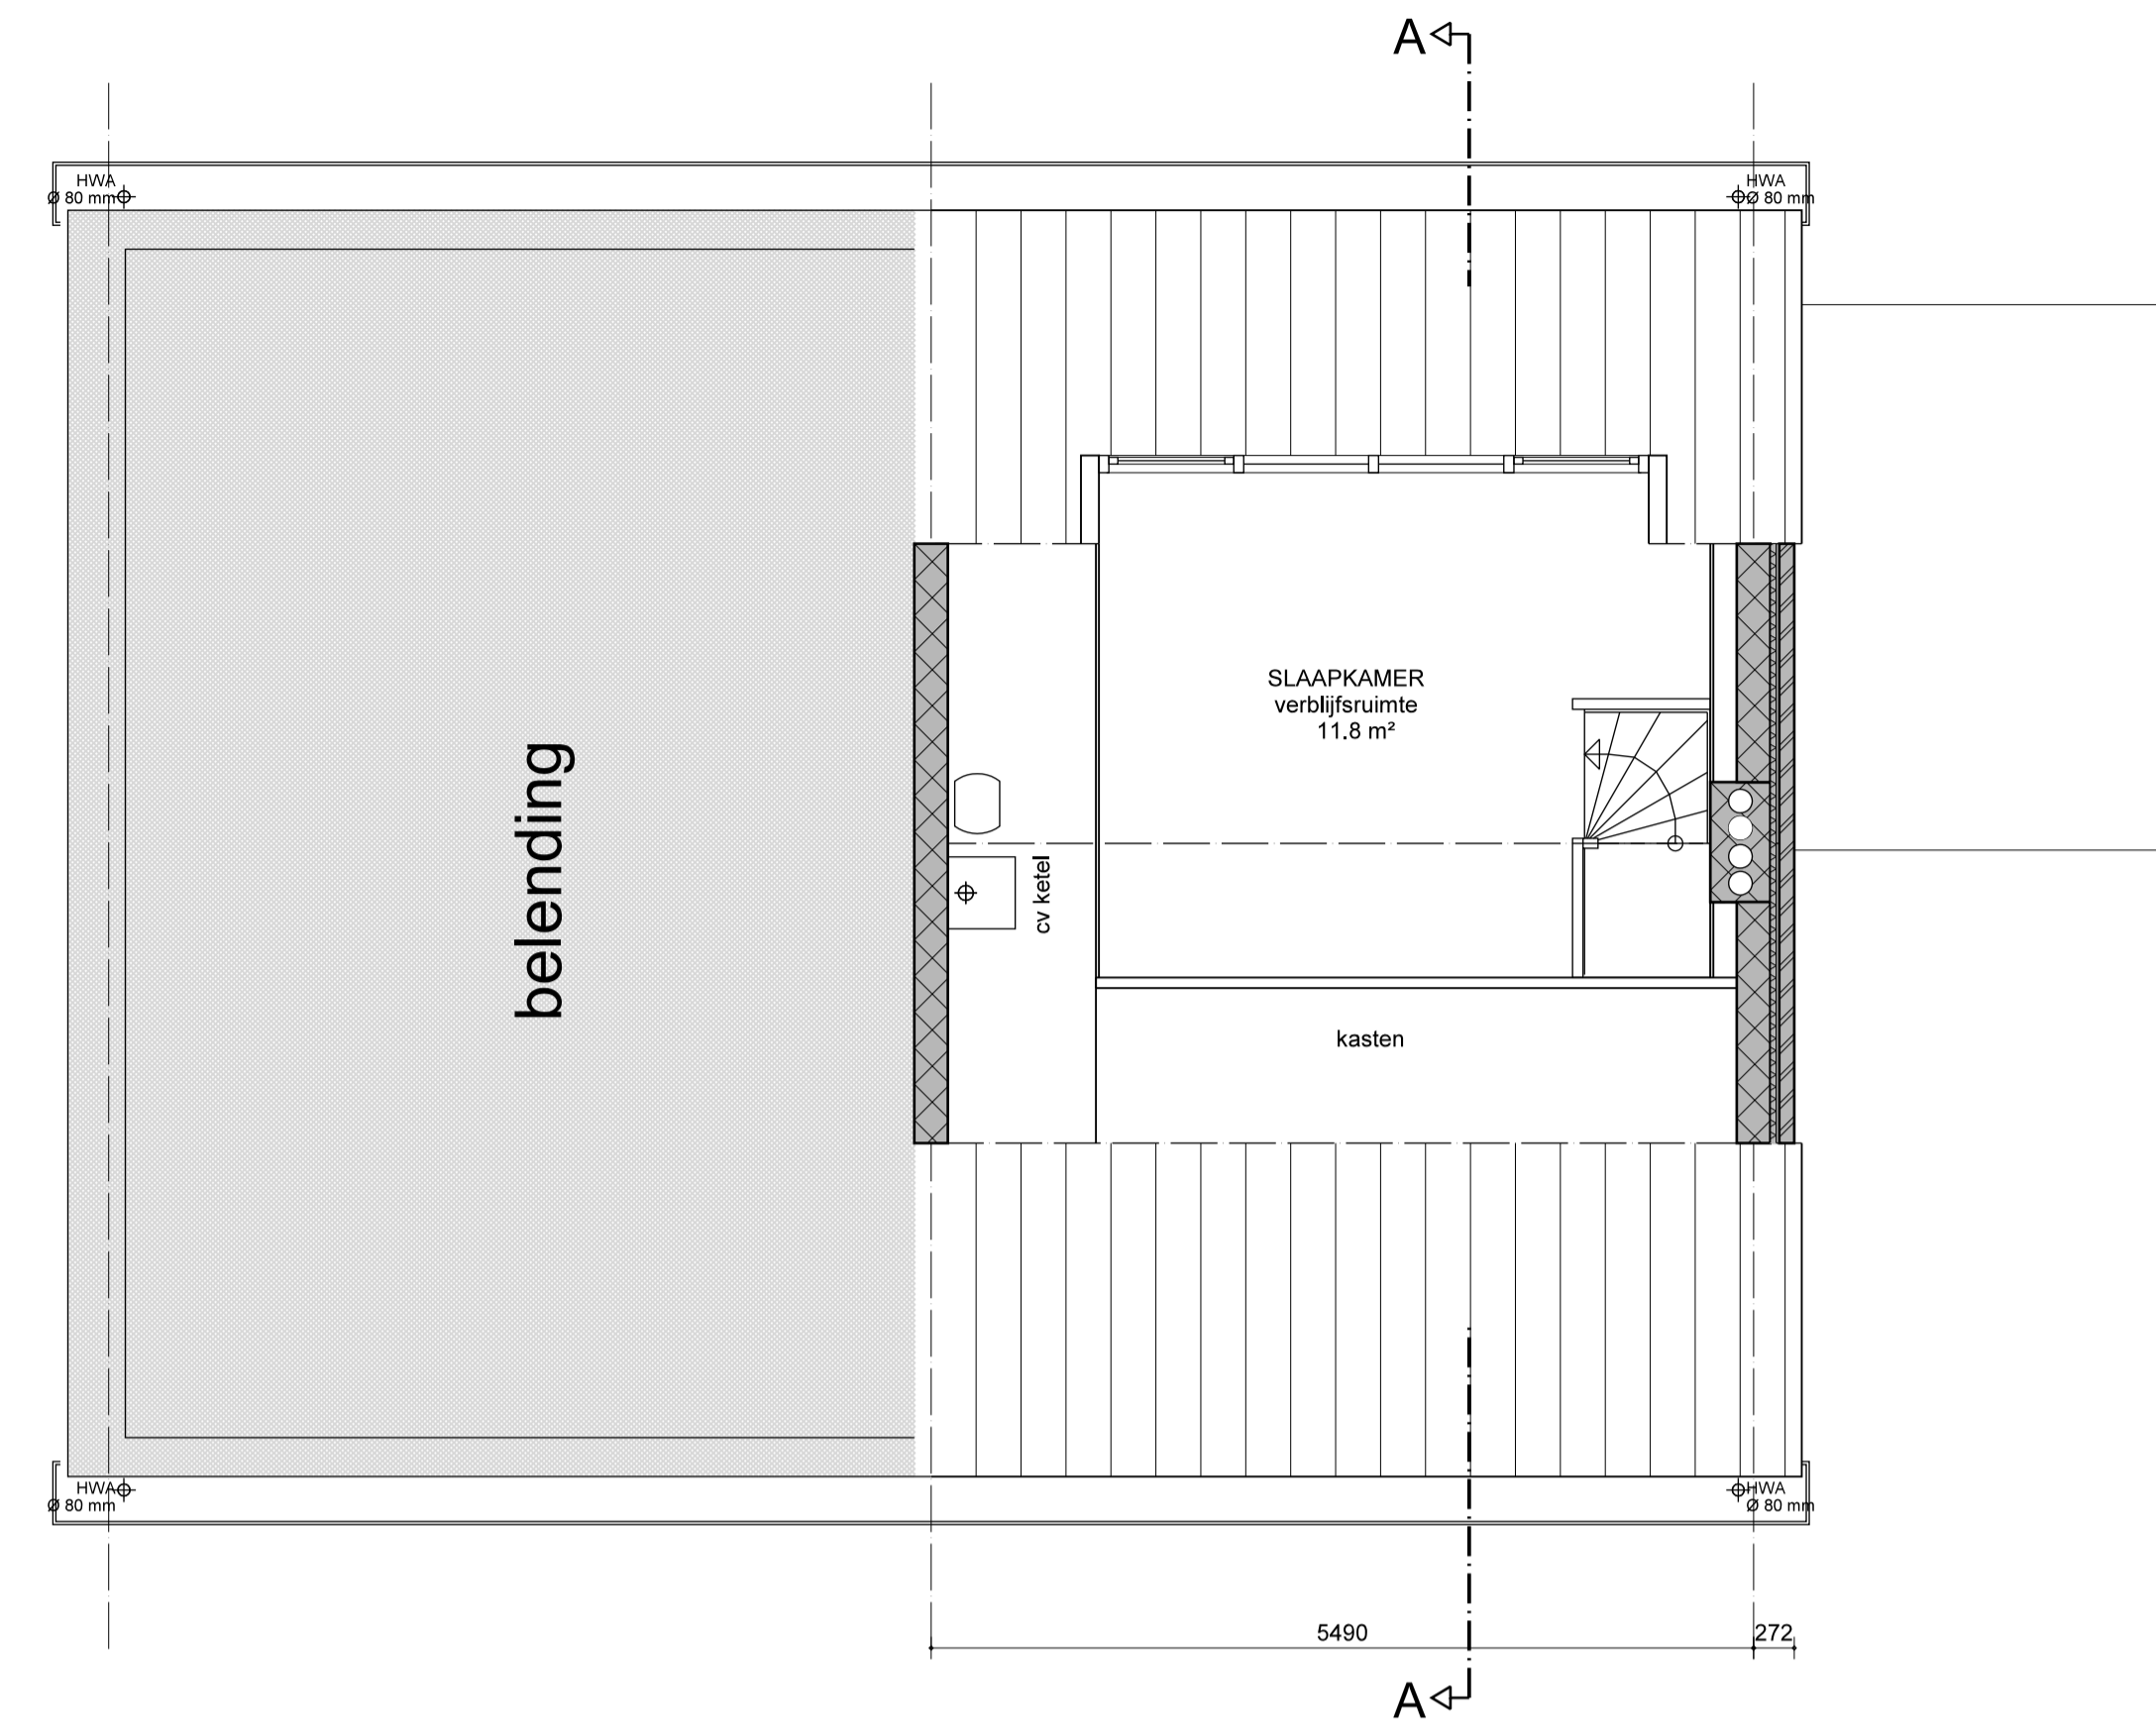 A
HWA
Ø 80 mm
HWA
Ø 80 mm
SLAAPKAMER
verblijfsruimte
11.8 m²
belending
cv ketel
kasten
HWA
Ø 80 mm
HWA
Ø 80 mm
5490
272
A